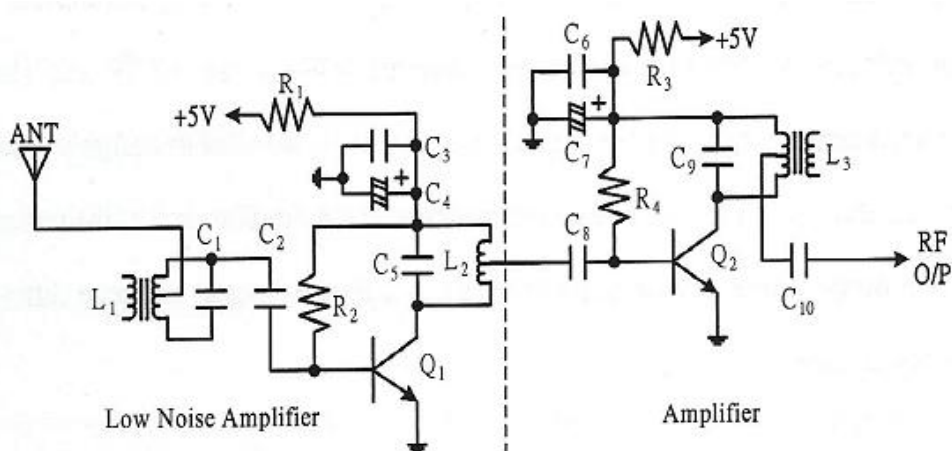 ANT
+5V
R1
C3
C4
C1
C2
L1
R2
C5
L2
Q1
Low Noise Amplifier
C6
R3
+5V
C7
C9
L3
R4
C8
Q2
C10
RF
O/P
Amplifier
+
+